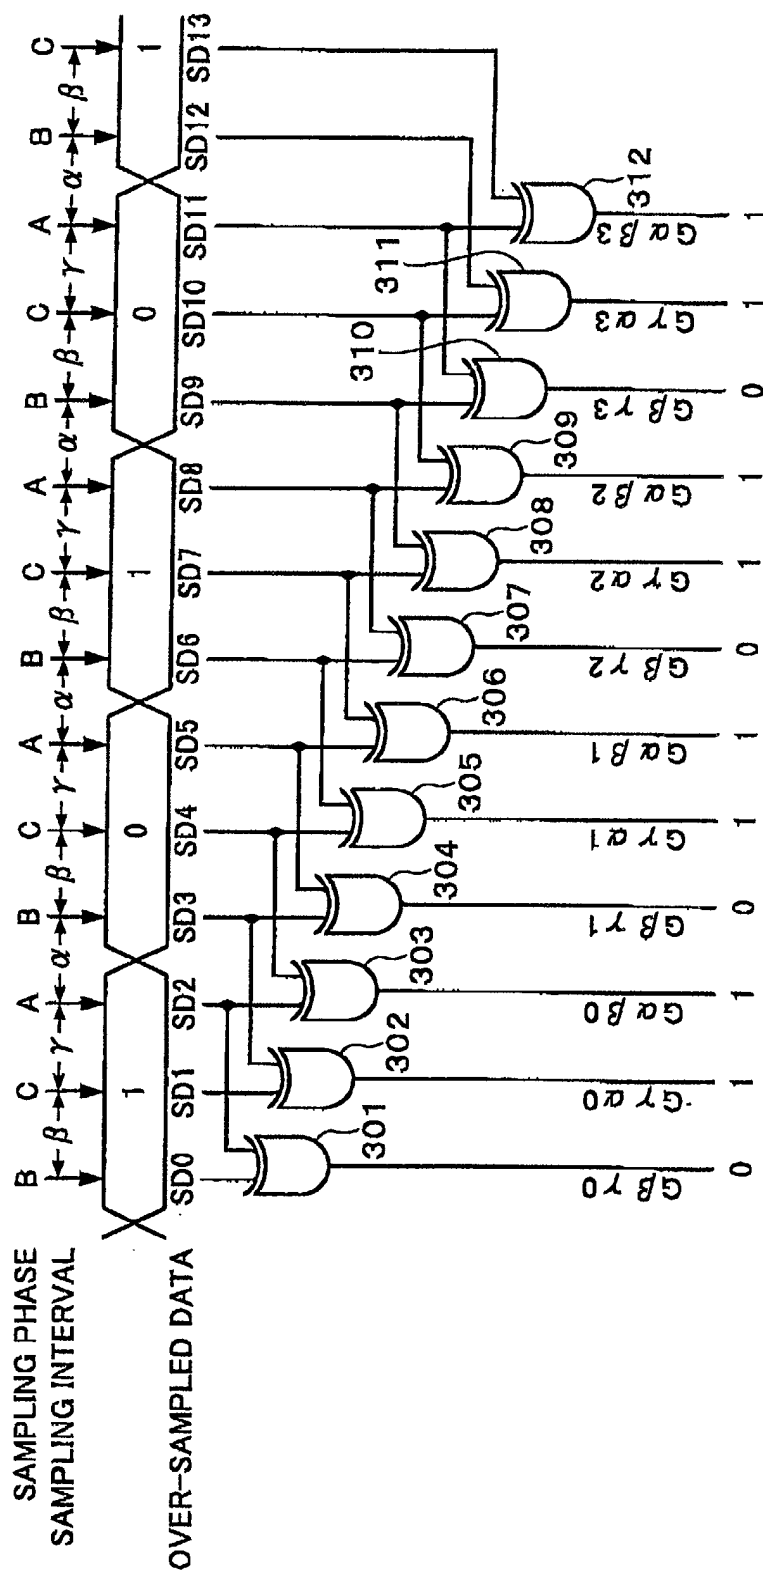 SAMPLING PHASE B C A B C A B C A B C A B C
SAMPLING INTERVAL β γ α β γ α β γ α β γ α β
1 0 1 0 1
OVER-SAMPLED DATA SD0 SD1 SD2 SD3 SD4 SD5 SD6 SD7 SD8 SD9 SD10 SD11 SD12 SD13
301 302 303 304 305 306 307 308 309 310 311 312
Gβγ0 Gγα0 Gαβ0 Gβγ1 Gγα1 Gαβ1 Gβγ2 Gγα2 Gαβ2 Gβγ3 Gγα3 Gαβ3
0 1 1 0 1 1 0 1 1 0 1 1